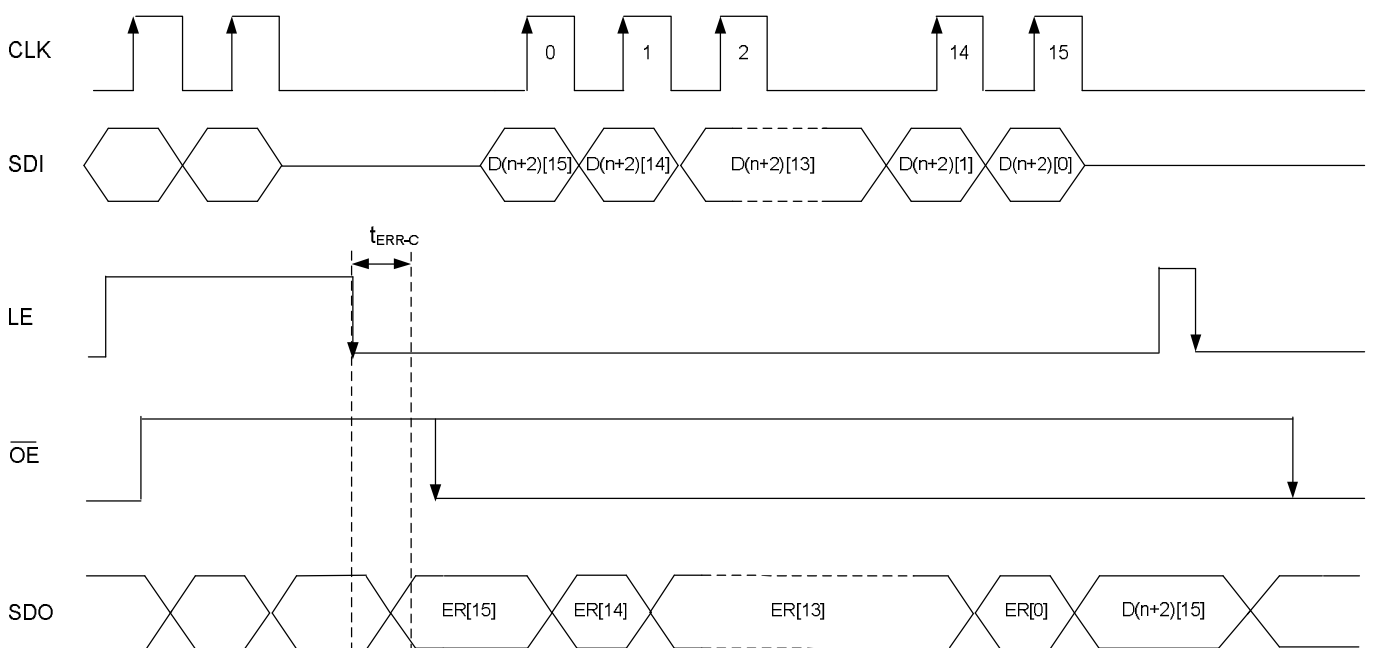 CLK
0
1
2
14
15
SDI
D(n+2)[15]
D(n+2)[14]
D(n+2)[13]
D(n+2)[1]
D(n+2)[0]
tERR-C
LE
OE
SDO
ER[15]
ER[14]
ER[13]
ER[0]
D(n+2)[15]